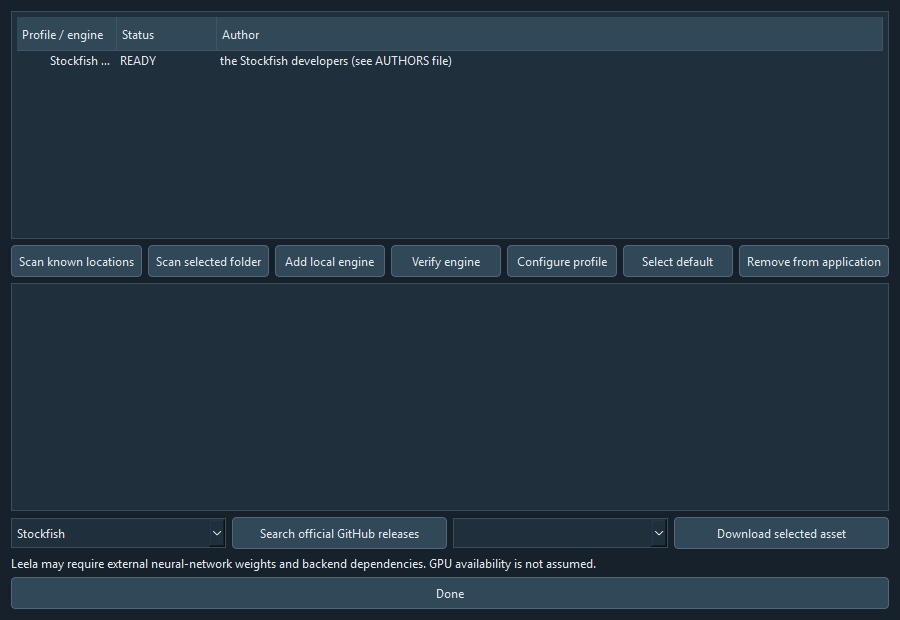 Profile / engine Status Author
Stockfish ... READY the Stockfish developers (see AUTHORS file)
Scan known locations Scan selected folder Add local engine Verify engine Configure profile Select default Remove from application
Stockfish Search official GitHub releases Download selected asset
Leela may require external neural-network weights and backend dependencies. GPU availability is not assumed.
Done